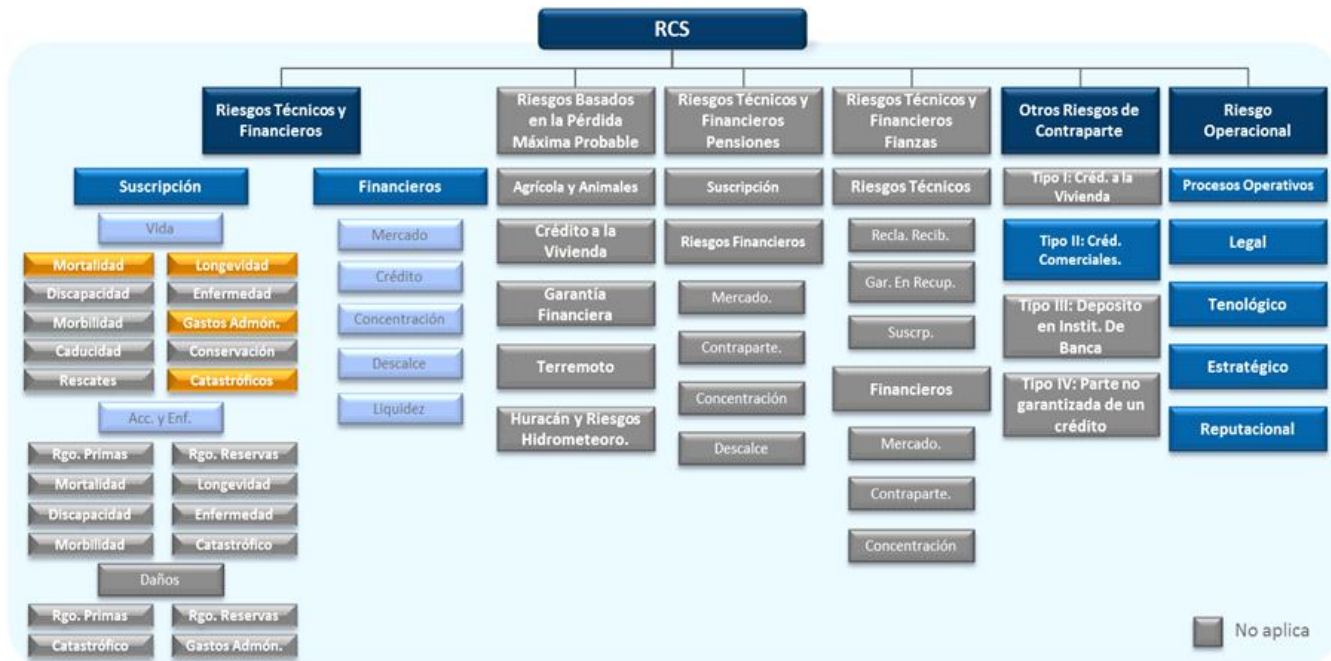 RCS
Riesgos Técnicos y
Financieros
Suscripción
Vida
Mortalidad
Longevidad
Discapacidad
Enfermedad
Morbilidad
Gastos Admón.
Caducidad
Conservación
Rescates
Catastróficos
Acc. y Enf.
Rgo. Primas
Rgo. Reservas
Mortalidad
Longevidad
Discapacidad
Enfermedad
Morbilidad
Catastrófico
Daños
Rgo. Primas
Rgo. Reservas
Catastrófico
Gastos Admón.
Financieros
Mercado
Crédito
Concentración
Descalce
Liquidez
Riesgos Basados
en la Pérdida
Máxima Probable
Agrícola y Animales
Crédito a la
Vivienda
Garantía
Financiera
Terremoto
Huracán y Riesgos
Hidrometeoro.
Riesgos Técnicos y
Financieros
Pensiones
Suscripción
Riesgos Financieros
Mercado.
Contraparte.
Concentración
Descalce
Riesgos Técnicos y
Financieros
Fianzas
Riesgos Técnicos
Recla. Recib.
Gar. En Recup.
Suscrp.
Financieros
Mercado.
Contraparte.
Concentración
Otros Riesgos de
Contraparte
Tipo I: Créd. a la
Vivienda
Tipo II: Créd.
Comerciales.
Tipo III: Deposito
en Instit. De
Banca
Tipo IV: Parte no
garantizada de un
crédito
Riesgo
Operacional
Procesos Operativos
Legal
Tenológico
Estratégico
Reputacional
No aplica